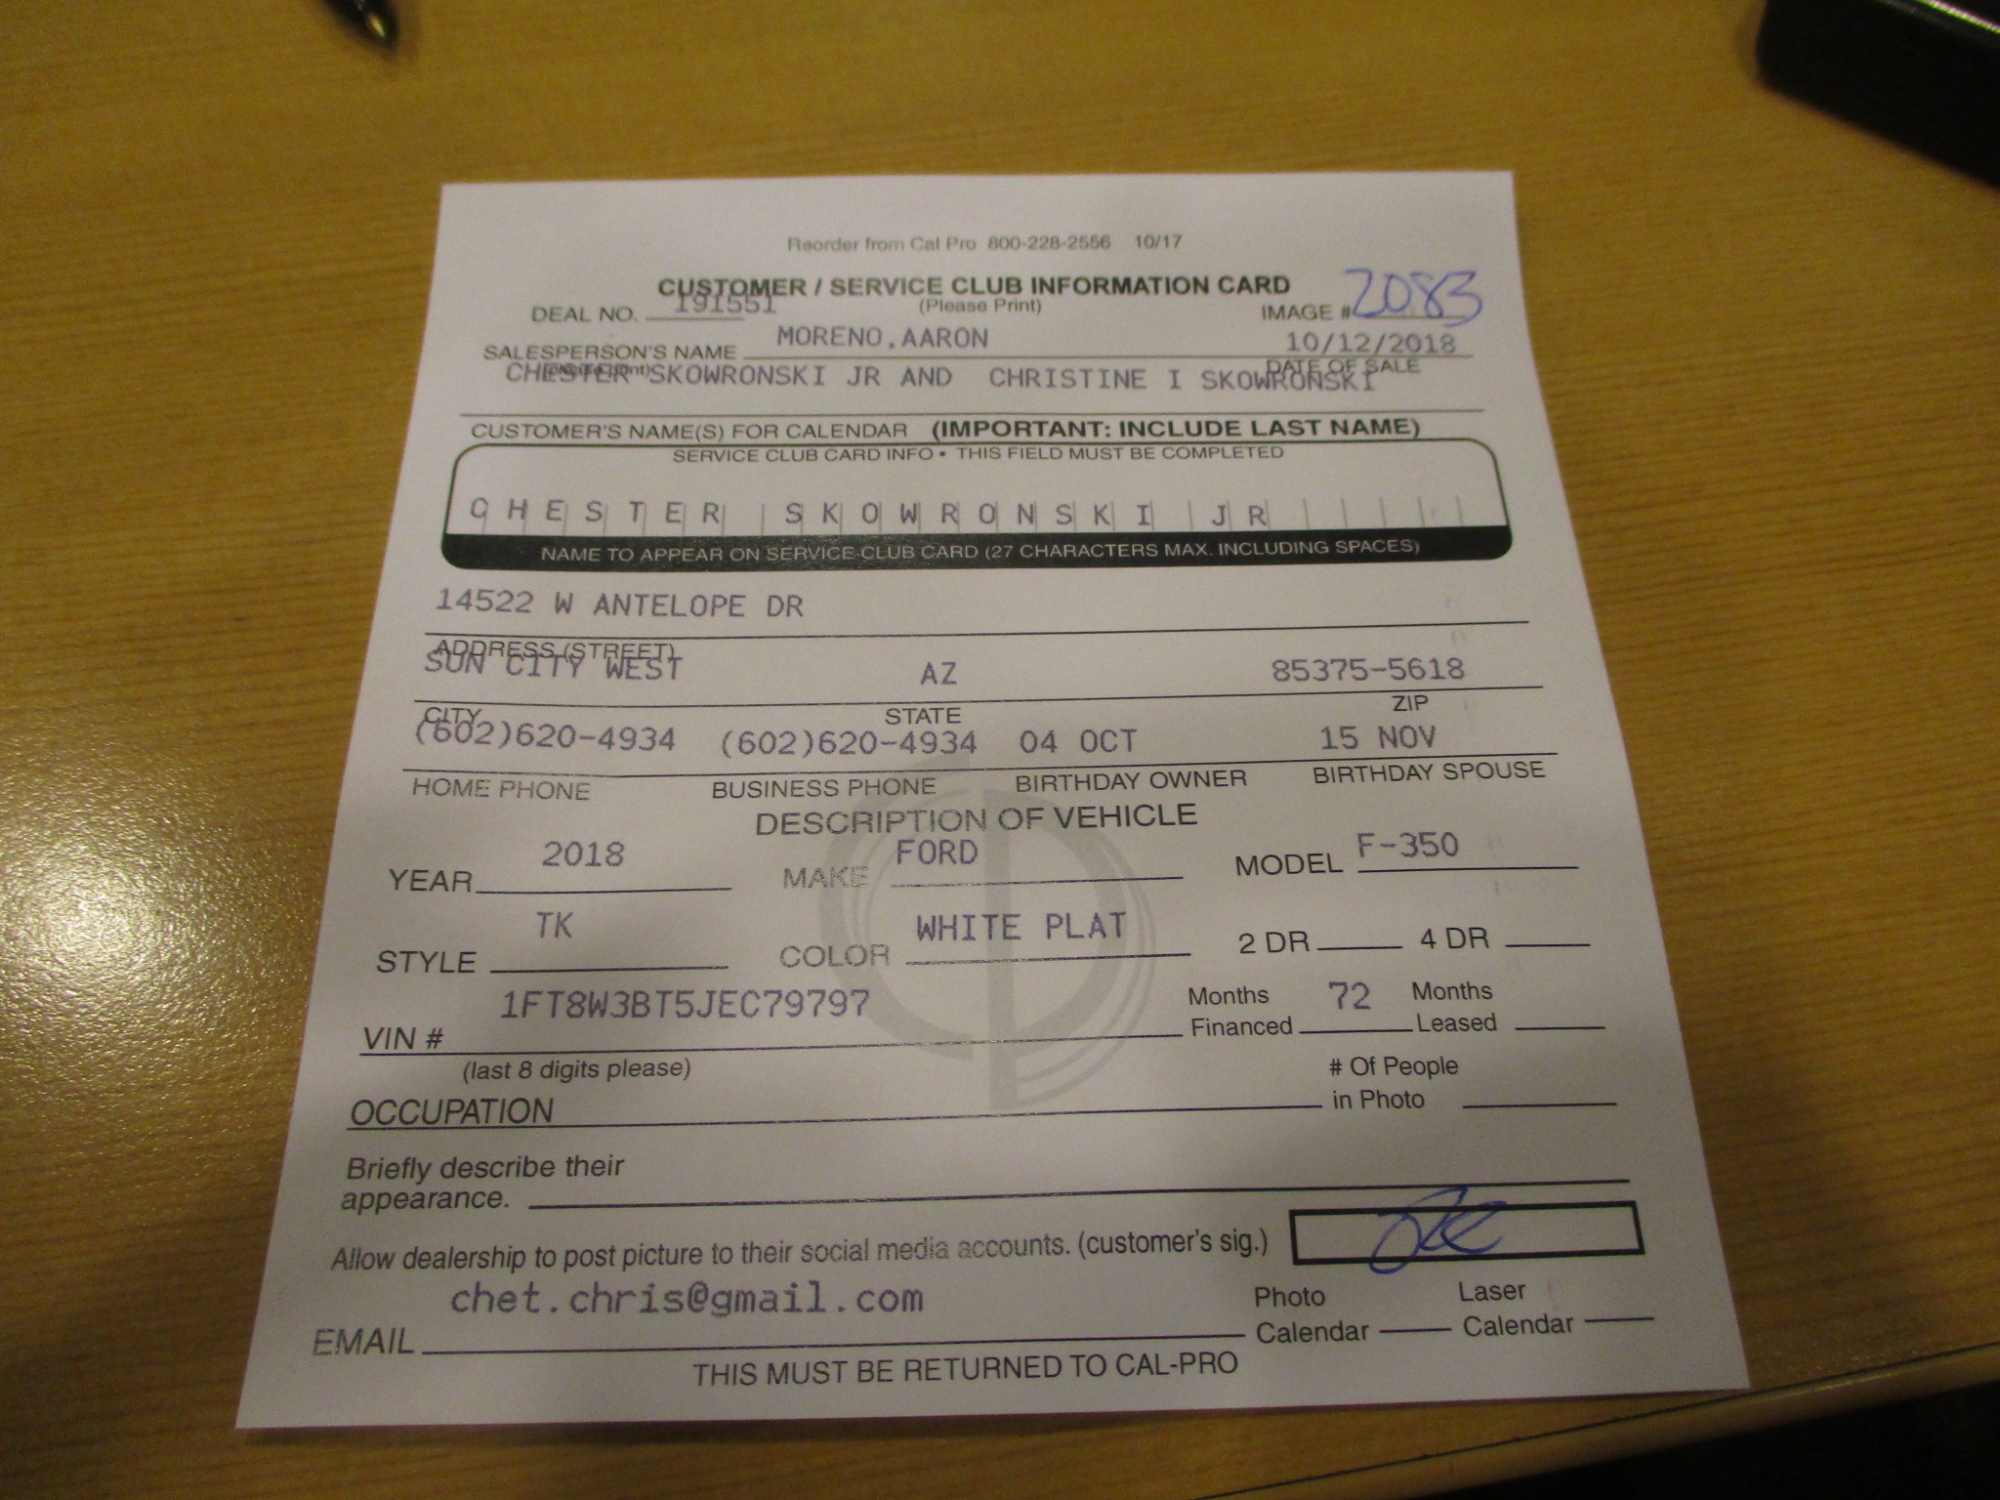 Reorder from Cal Pro 800-228-2556 10/17
CUSTOMER / SERVICE CLUB INFORMATION CARD
DEAL NO. 191551 (Please Print) IMAGE # 2083
SALESPERSON'S NAME MORENO, AARON 10/12/2018
(please print) DATE OF SALE
CHESTER SKOWRONSKI JR AND CHRISTINE I SKOWRONSKI
CUSTOMER'S NAME(S) FOR CALENDAR (IMPORTANT: INCLUDE LAST NAME)
SERVICE CLUB CARD INFO • THIS FIELD MUST BE COMPLETED
CHESTER SKOWRONSKI JR
NAME TO APPEAR ON SERVICE CLUB CARD (27 CHARACTERS MAX. INCLUDING SPACES)
14522 W ANTELOPE DR
ADDRESS (STREET)
SUN CITY WEST AZ 85375-5618
CITY STATE ZIP
(602)620-4934 (602)620-4934 04 OCT 15 NOV
HOME PHONE BUSINESS PHONE BIRTHDAY OWNER BIRTHDAY SPOUSE
DESCRIPTION OF VEHICLE
YEAR 2018 MAKE FORD MODEL F-350
STYLE TK COLOR WHITE PLAT 2 DR 4 DR
VIN # 1FT8W3BT5JEC79797 Months Financed 72 Months Leased
(last 8 digits please)
OCCUPATION # Of People in Photo
Briefly describe their
appearance.
Allow dealership to post picture to their social media accounts. (customer's sig.)
EMAIL chet.chris@gmail.com Photo Calendar Laser Calendar
THIS MUST BE RETURNED TO CAL-PRO